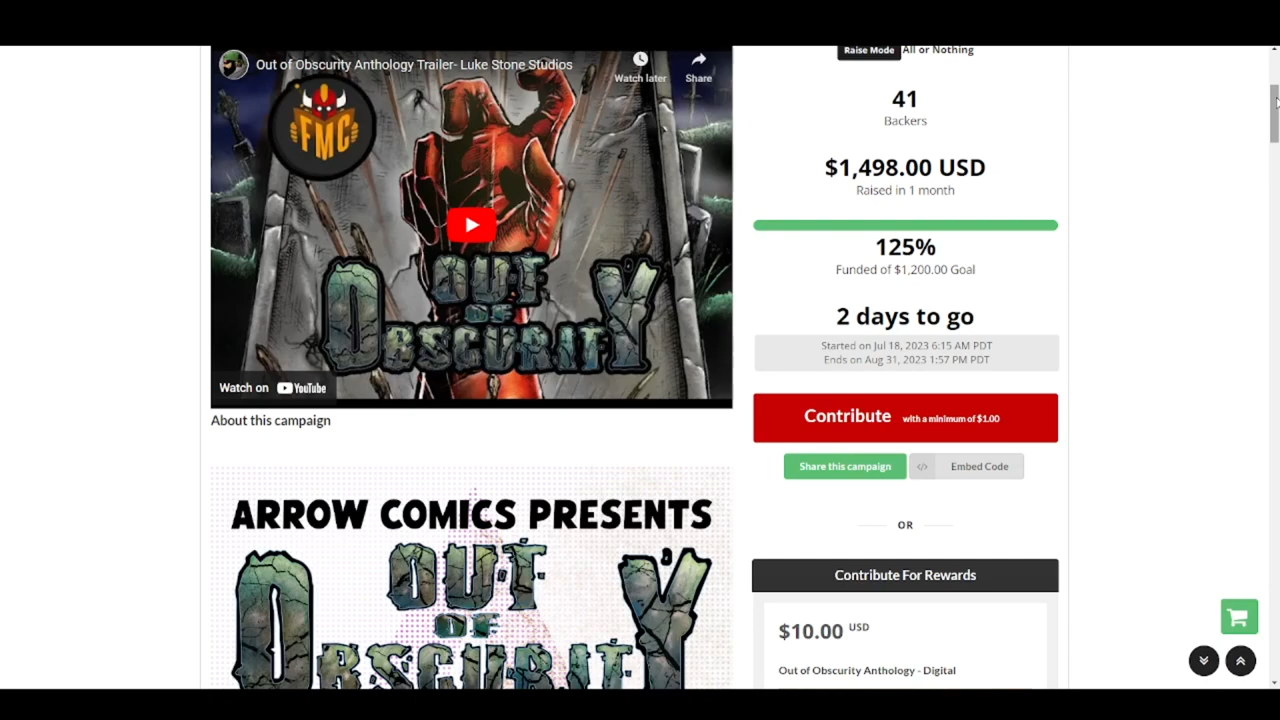 Out of Obscurity Anthology Trailer- Luke Stone Studios
Watch later
Share
FMC
OUT
OF
OBSCURITY
Watch on YouTube
About this campaign
ARROW COMICS PRESENTS
OUT
OF
OBSCURITY
Raise Mode All or Nothing
41
Backers
$1,498.00 USD
Raised in 1 month
125%
Funded of $1,200.00 Goal
2 days to go
Started on Jul 18, 2023 6:15 AM PDT
Ends on Aug 31, 2023 1:57 PM PDT
Contribute with a minimum of $1.00
Share this campaign
</> Embed Code
OR
Contribute For Rewards
$10.00 USD
Out of Obscurity Anthology - Digital